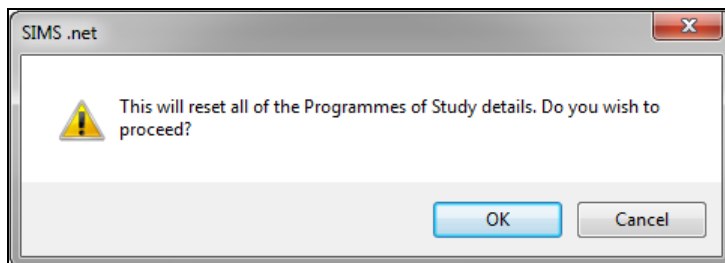 SIMS .net
This will reset all of the Programmes of Study details. Do you wish to
proceed?
OK
Cancel